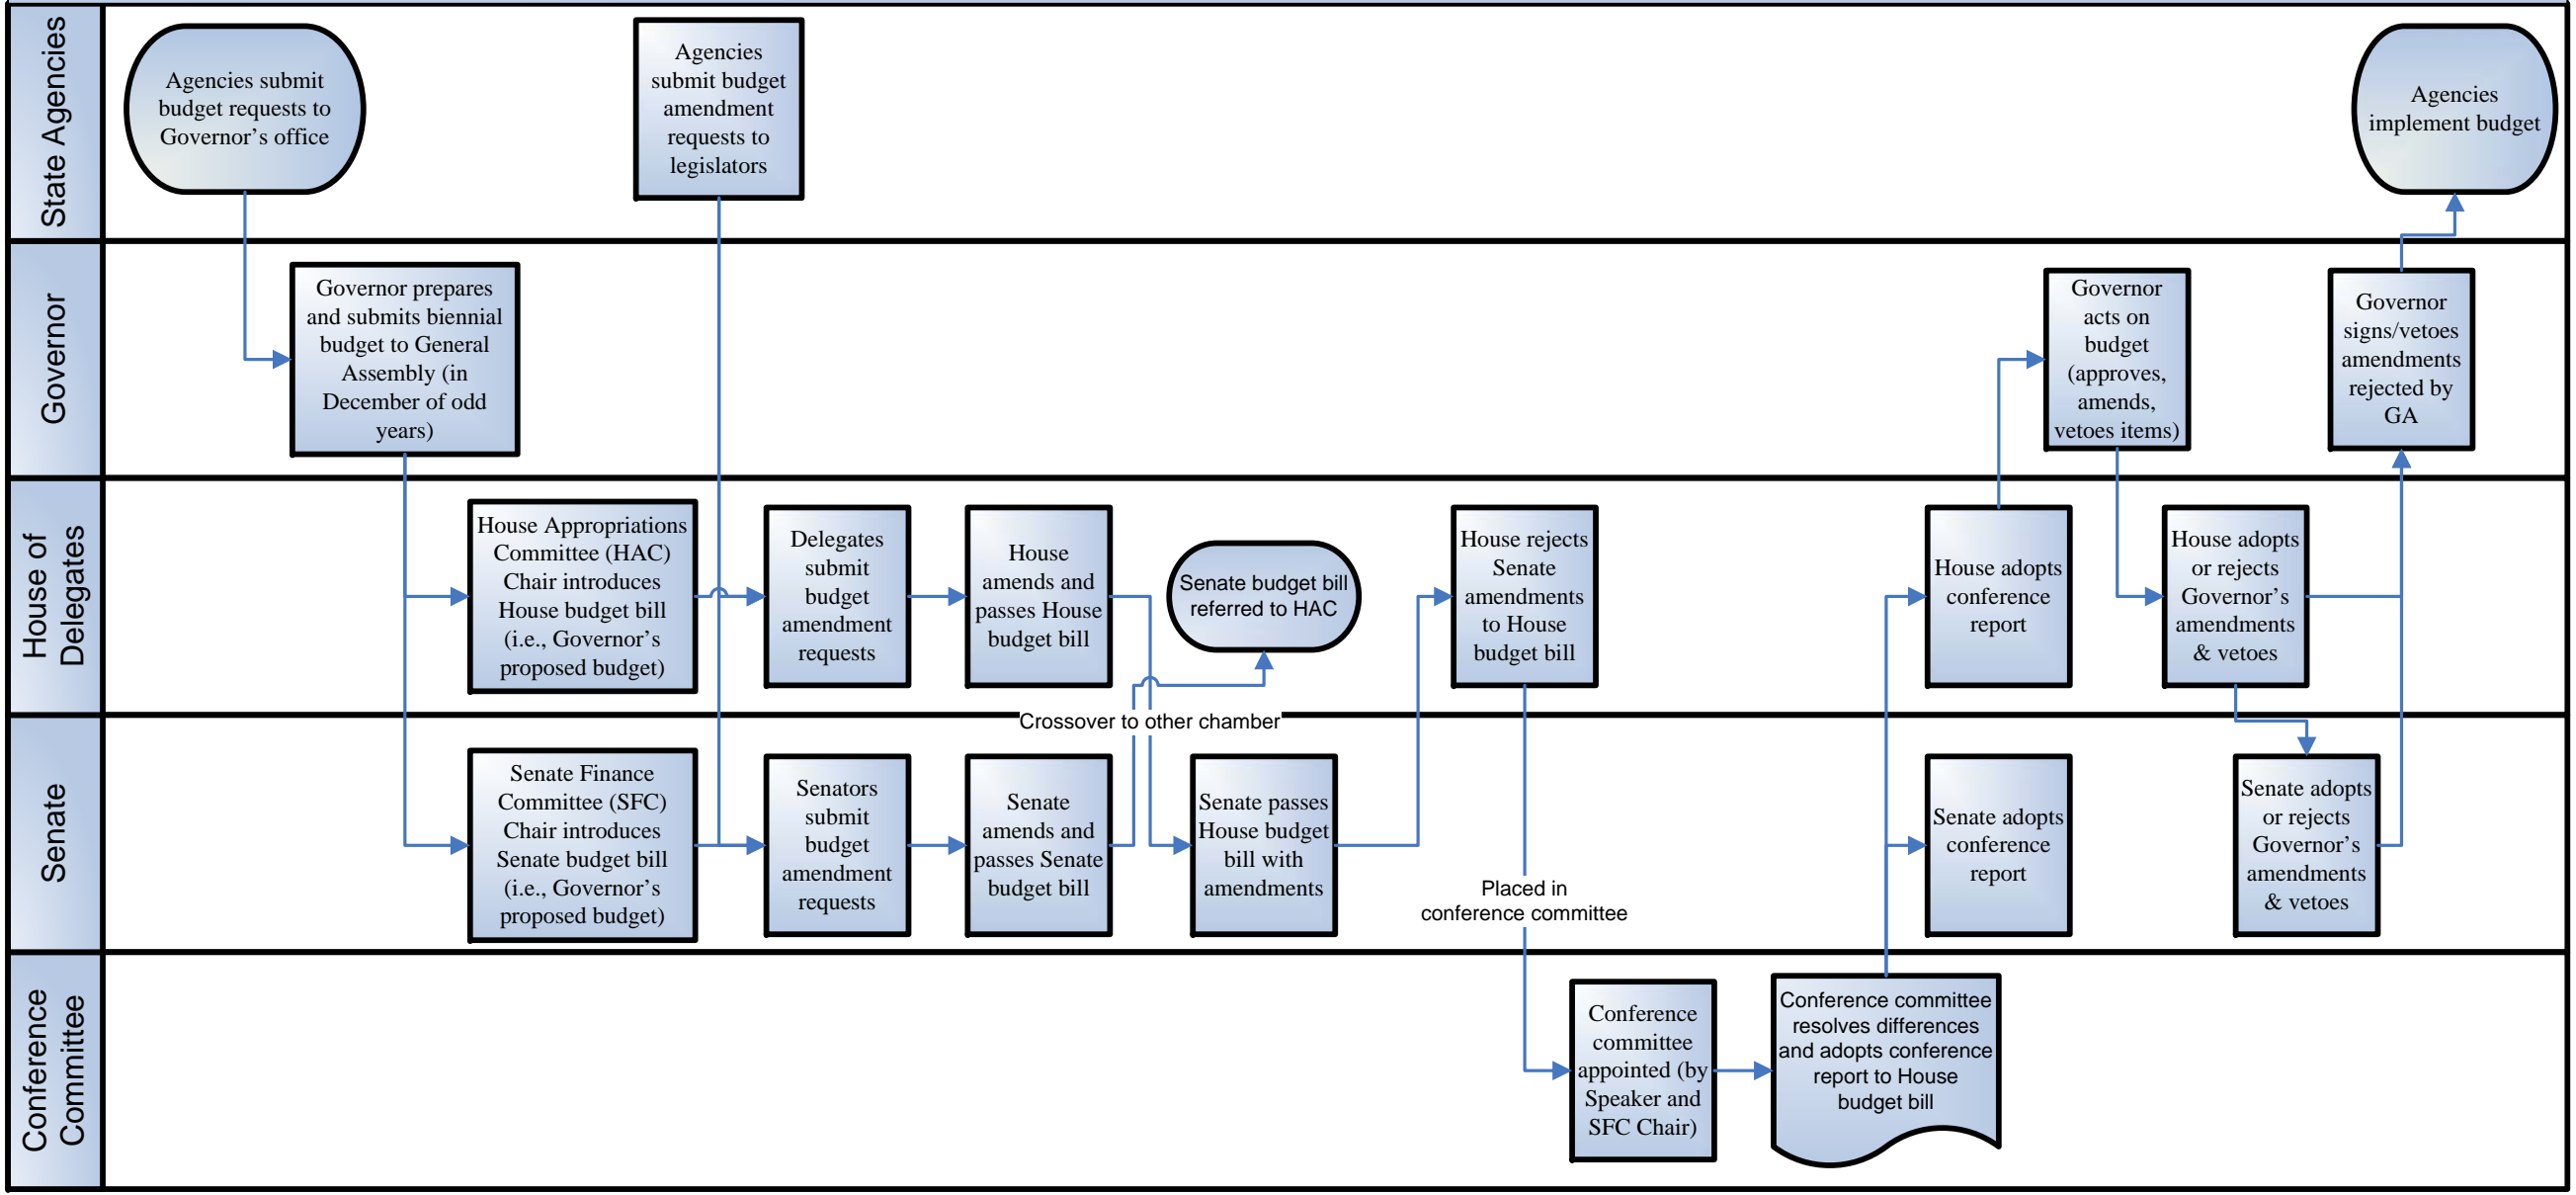 State Agencies
Agencies submit
budget requests to
Governor’s office
Agencies
submit budget
amendment
requests to
legislators
Agencies
implement budget
Governor
Governor prepares
and submits biennial
budget to General
Assembly (in
December of odd
years)
Governor
acts on
budget
(approves,
amends,
vetoes items)
Governor
signs/vetoes
amendments
rejected by
GA
House of
Delegates
House Appropriations
Committee (HAC)
Chair introduces
House budget bill
(i.e., Governor’s
proposed budget)
Delegates
submit
budget
amendment
requests
House
amends and
passes House
budget bill
Senate budget bill
referred to HAC
House rejects
Senate
amendments
to House
budget bill
House adopts
conference
report
House adopts
or rejects
Governor’s
amendments
& vetoes
Crossover to other chamber
Senate
Senate Finance
Committee (SFC)
Chair introduces
Senate budget bill
(i.e., Governor’s
proposed budget)
Senators
submit
budget
amendment
requests
Senate
amends and
passes Senate
budget bill
Senate passes
House budget
bill with
amendments
Placed in
conference committee
Senate adopts
conference
report
Senate adopts
or rejects
Governor’s
amendments
& vetoes
Conference
Committee
Conference
committee
appointed (by
Speaker and
SFC Chair)
Conference committee
resolves differences
and adopts conference
report to House
budget bill